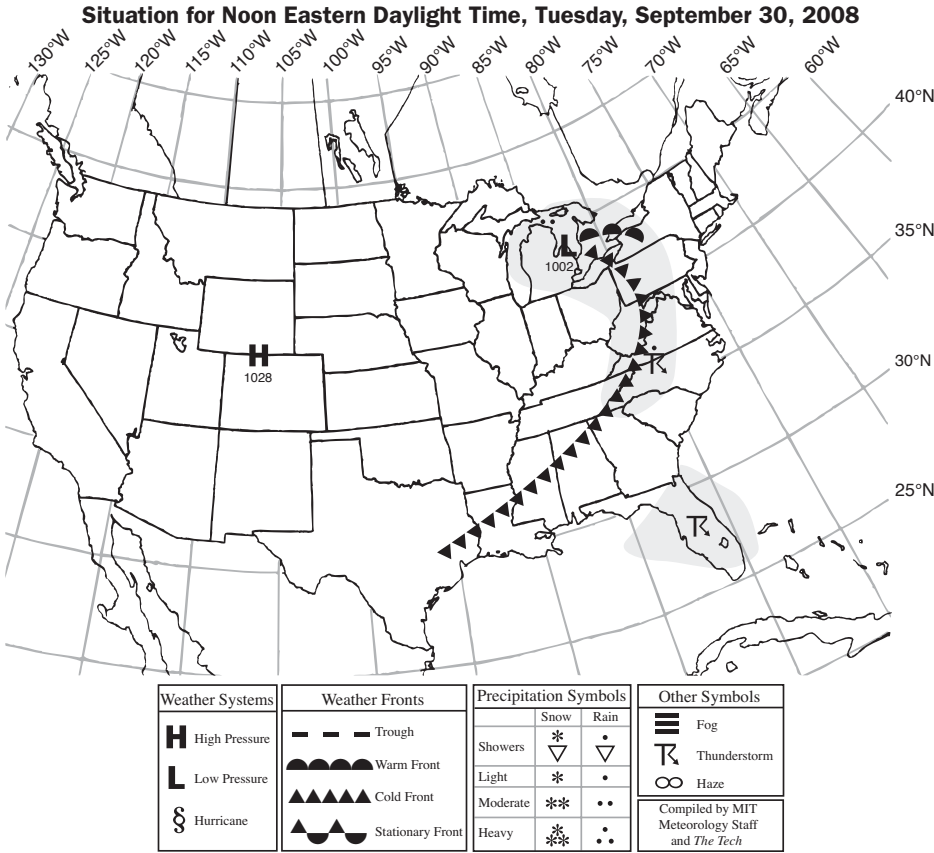 Situation for Noon Eastern Daylight Time, Tuesday, September 30, 2008
130°W
125°W
120°W
115°W
110°W
105°W
100°W
95°W
90°W
85°W
80°W
75°W
70°W
65°W
60°W
40°N
35°N
30°N
25°N
L
1002
H
1028
Weather Systems
H High Pressure
L Low Pressure
§ Hurricane
Weather Fronts
Trough
Warm Front
Cold Front
Stationary Front
Precipitation Symbols
Snow Rain
Showers
Light
Moderate
Heavy
Other Symbols
Fog
Thunderstorm
Haze
Compiled by MIT
Meteorology Staff
and The Tech